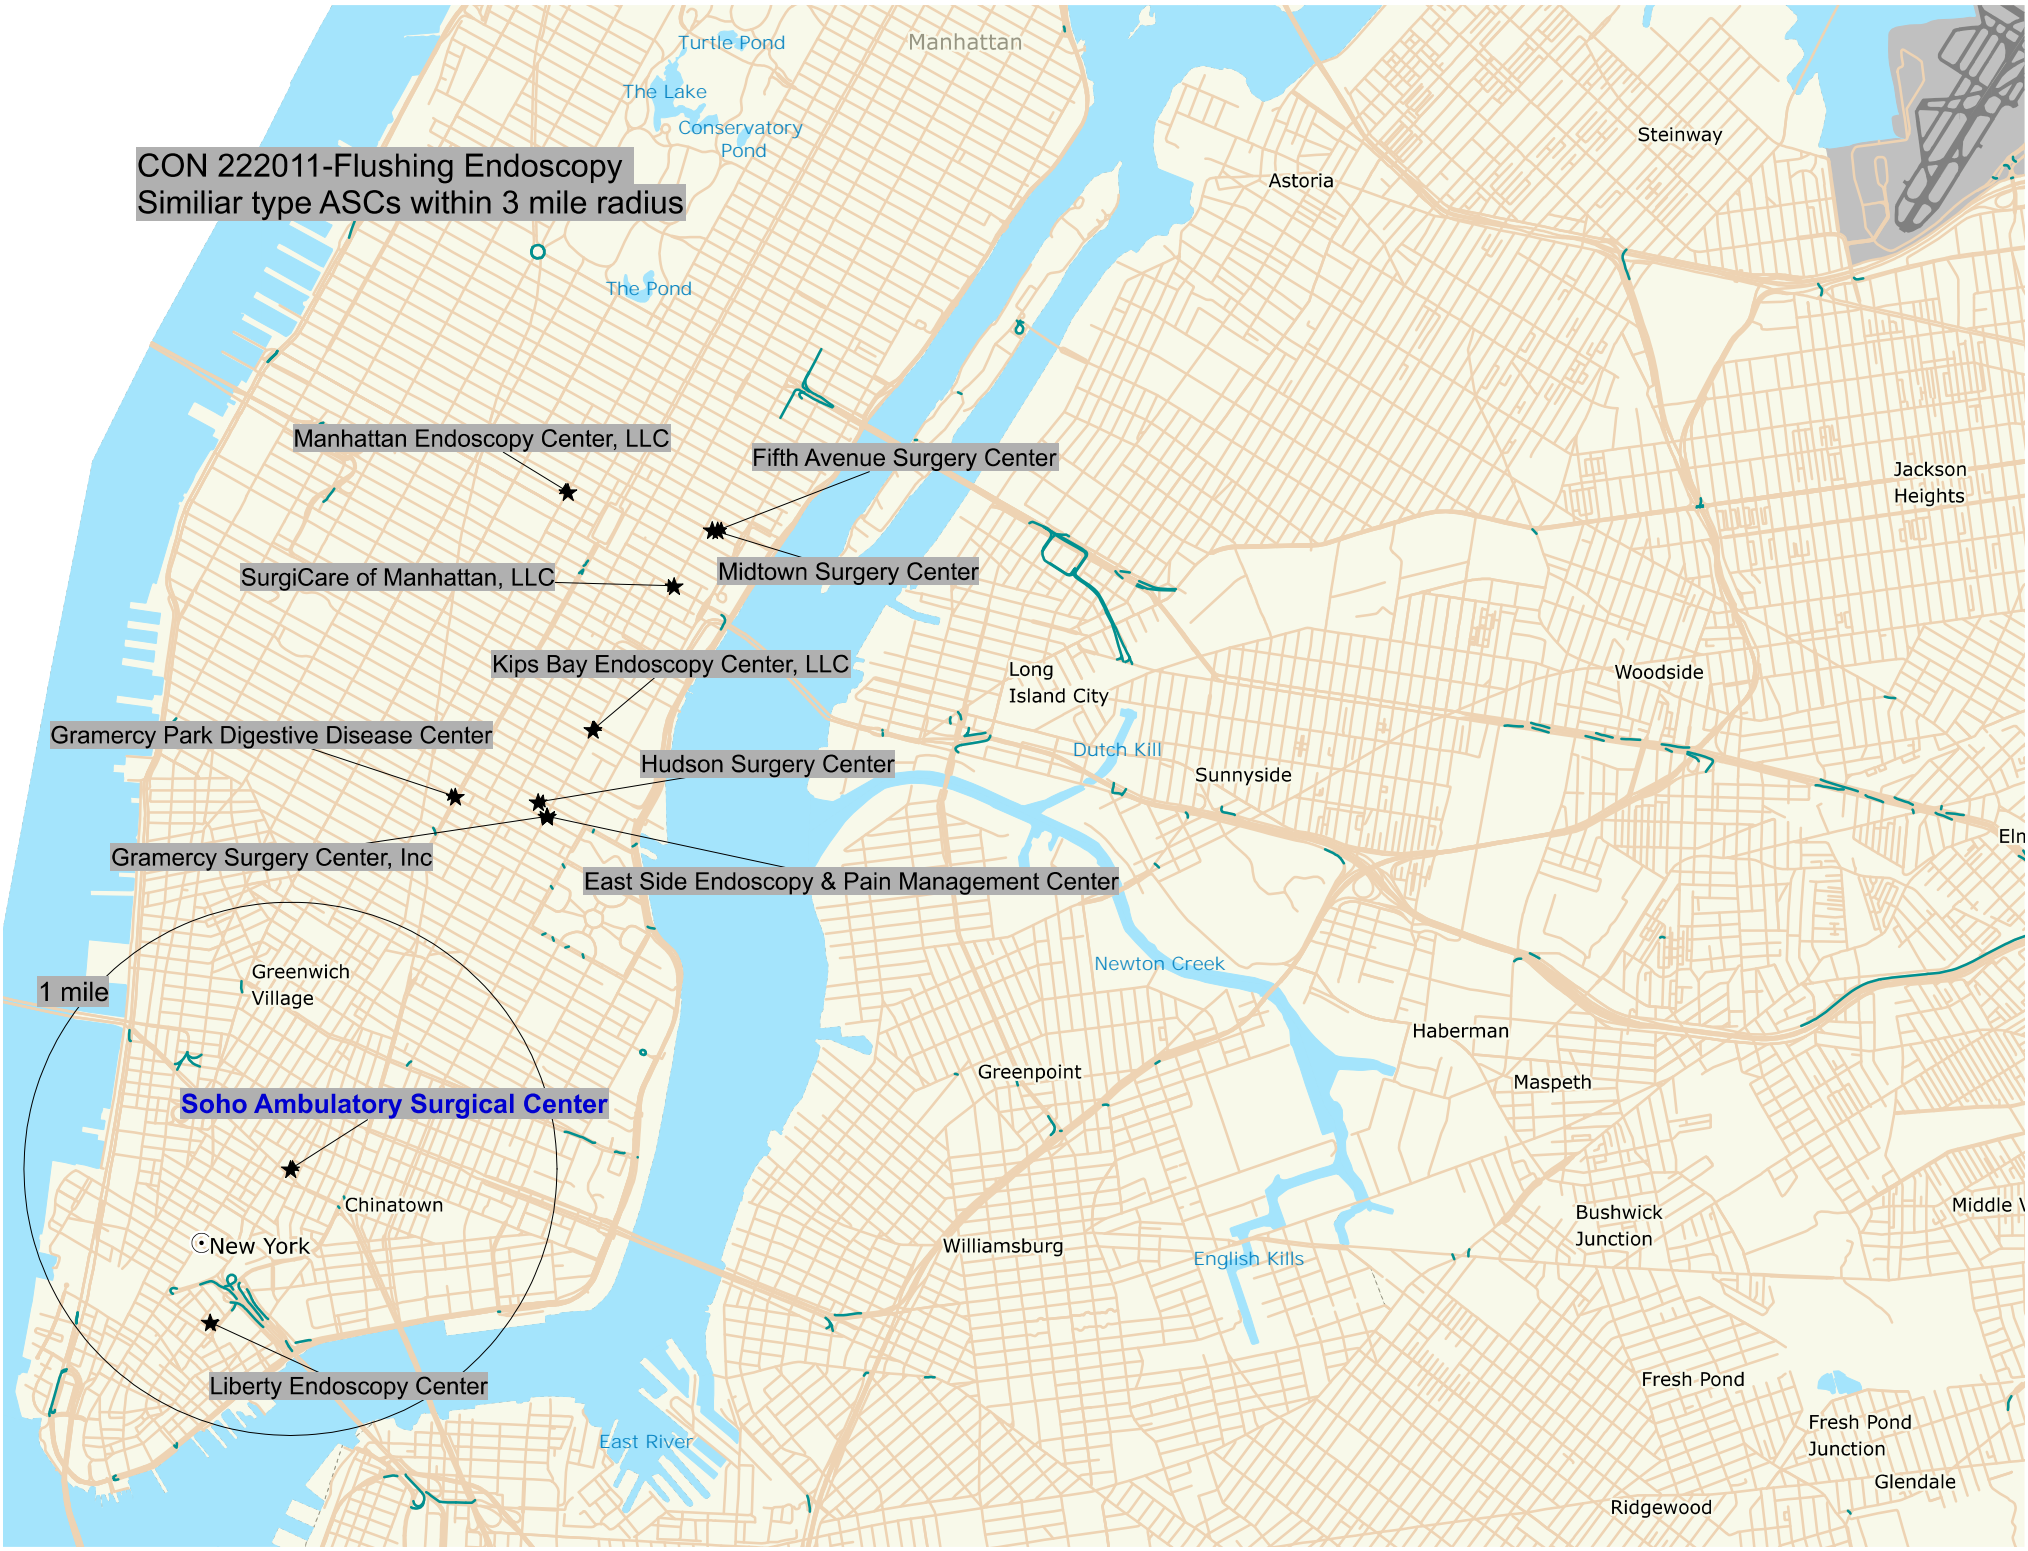 Turtle Pond
Manhattan
The Lake
Conservatory
Pond
Steinway
CON 222011-Flushing Endoscopy
Similiar type ASCs within 3 mile radius
Astoria
The Pond
Manhattan Endoscopy Center, LLC
Fifth Avenue Surgery Center
Jackson
Heights
SurgiCare of Manhattan, LLC
Midtown Surgery Center
Kips Bay Endoscopy Center, LLC
Long
Island City
Woodside
Gramercy Park Digestive Disease Center
Dutch Kill
Hudson Surgery Center
Sunnyside
Elm
Gramercy Surgery Center, Inc
East Side Endoscopy & Pain Management Center
Greenwich
Village
1 mile
Newton Creek
Haberman
Greenpoint
Maspeth
Soho Ambulatory Surgical Center
Chinatown
Bushwick
Junction
Middle V
New York
Williamsburg
English Kills
Liberty Endoscopy Center
Fresh Pond
Fresh Pond
Junction
East River
Glendale
Ridgewood